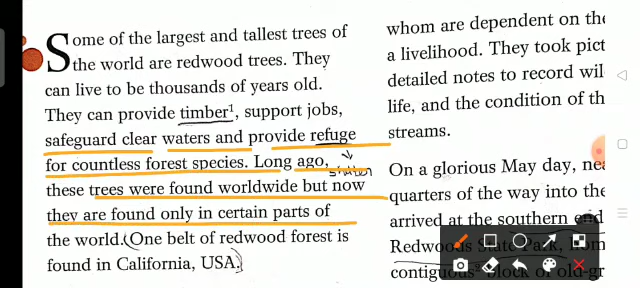 Some of the largest and tallest trees of
the world are redwood trees. They
can live to be thousands of years old.
They can provide timber¹, support jobs,
safeguard clear waters and provide refuge
for countless forest species. Long ago,
these trees were found worldwide but now
they are found only in certain parts of
the world. (One belt of redwood forest is
found in California, USA.)
whom are dependent on the
a livelihood. They took pict
detailed notes to record wil
life, and the condition of th
streams.
On a glorious May day, nea
quarters of the way into the
arrived at the southern end
Redwoods State Park, hom
contiguous block of old-gr